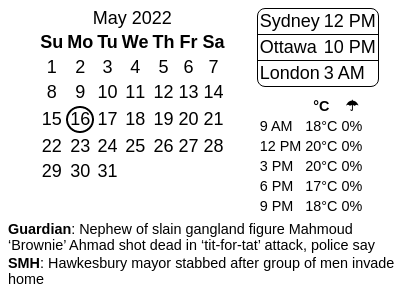 May 2022
Su Mo Tu We Th Fr Sa
1 2 3 4 5 6 7
8 9 10 11 12 13 14
15 16 17 18 19 20 21
22 23 24 25 26 27 28
29 30 31
Sydney 12 PM
Ottawa 10 PM
London 3 AM
°C ☂
9 AM 18°C 0%
12 PM 20°C 0%
3 PM 20°C 0%
6 PM 17°C 0%
9 PM 18°C 0%
Guardian: Nephew of slain gangland figure Mahmoud
‘Brownie’ Ahmad shot dead in ‘tit-for-tat’ attack, police say
SMH: Hawkesbury mayor stabbed after group of men invade
home